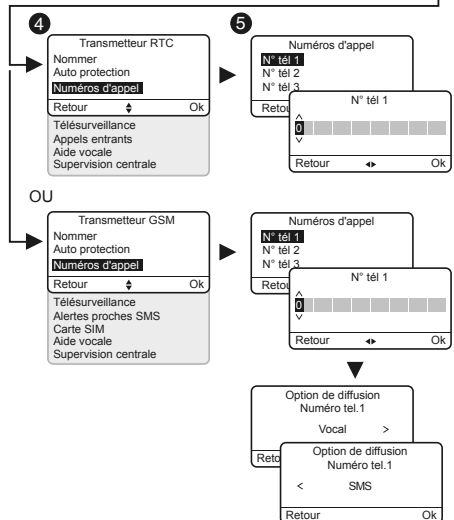 4
Transmetteur RTC
Nommer
Auto protection
Numéros d'appel
Retour Ok
Télésurveillance
Appels entrants
Aide vocale
Supervision centrale
5
Numéros d'appel
N° tél 1
N° tél 2
N° tél 3
Retou
N° tél 1
0
Retour Ok
OU
Transmetteur GSM
Nommer
Auto protection
Numéros d'appel
Retour Ok
Télésurveillance
Alertes proches SMS
Carte SIM
Aide vocale
Supervision centrale
Numéros d'appel
N° tél 1
N° tél 2
N° tél 3
Retou
N° tél 1
0
Retour Ok
Option de diffusion
Numéro tel.1
Vocal >
Reto
Option de diffusion
Numéro tel.1
< SMS
Retour Ok